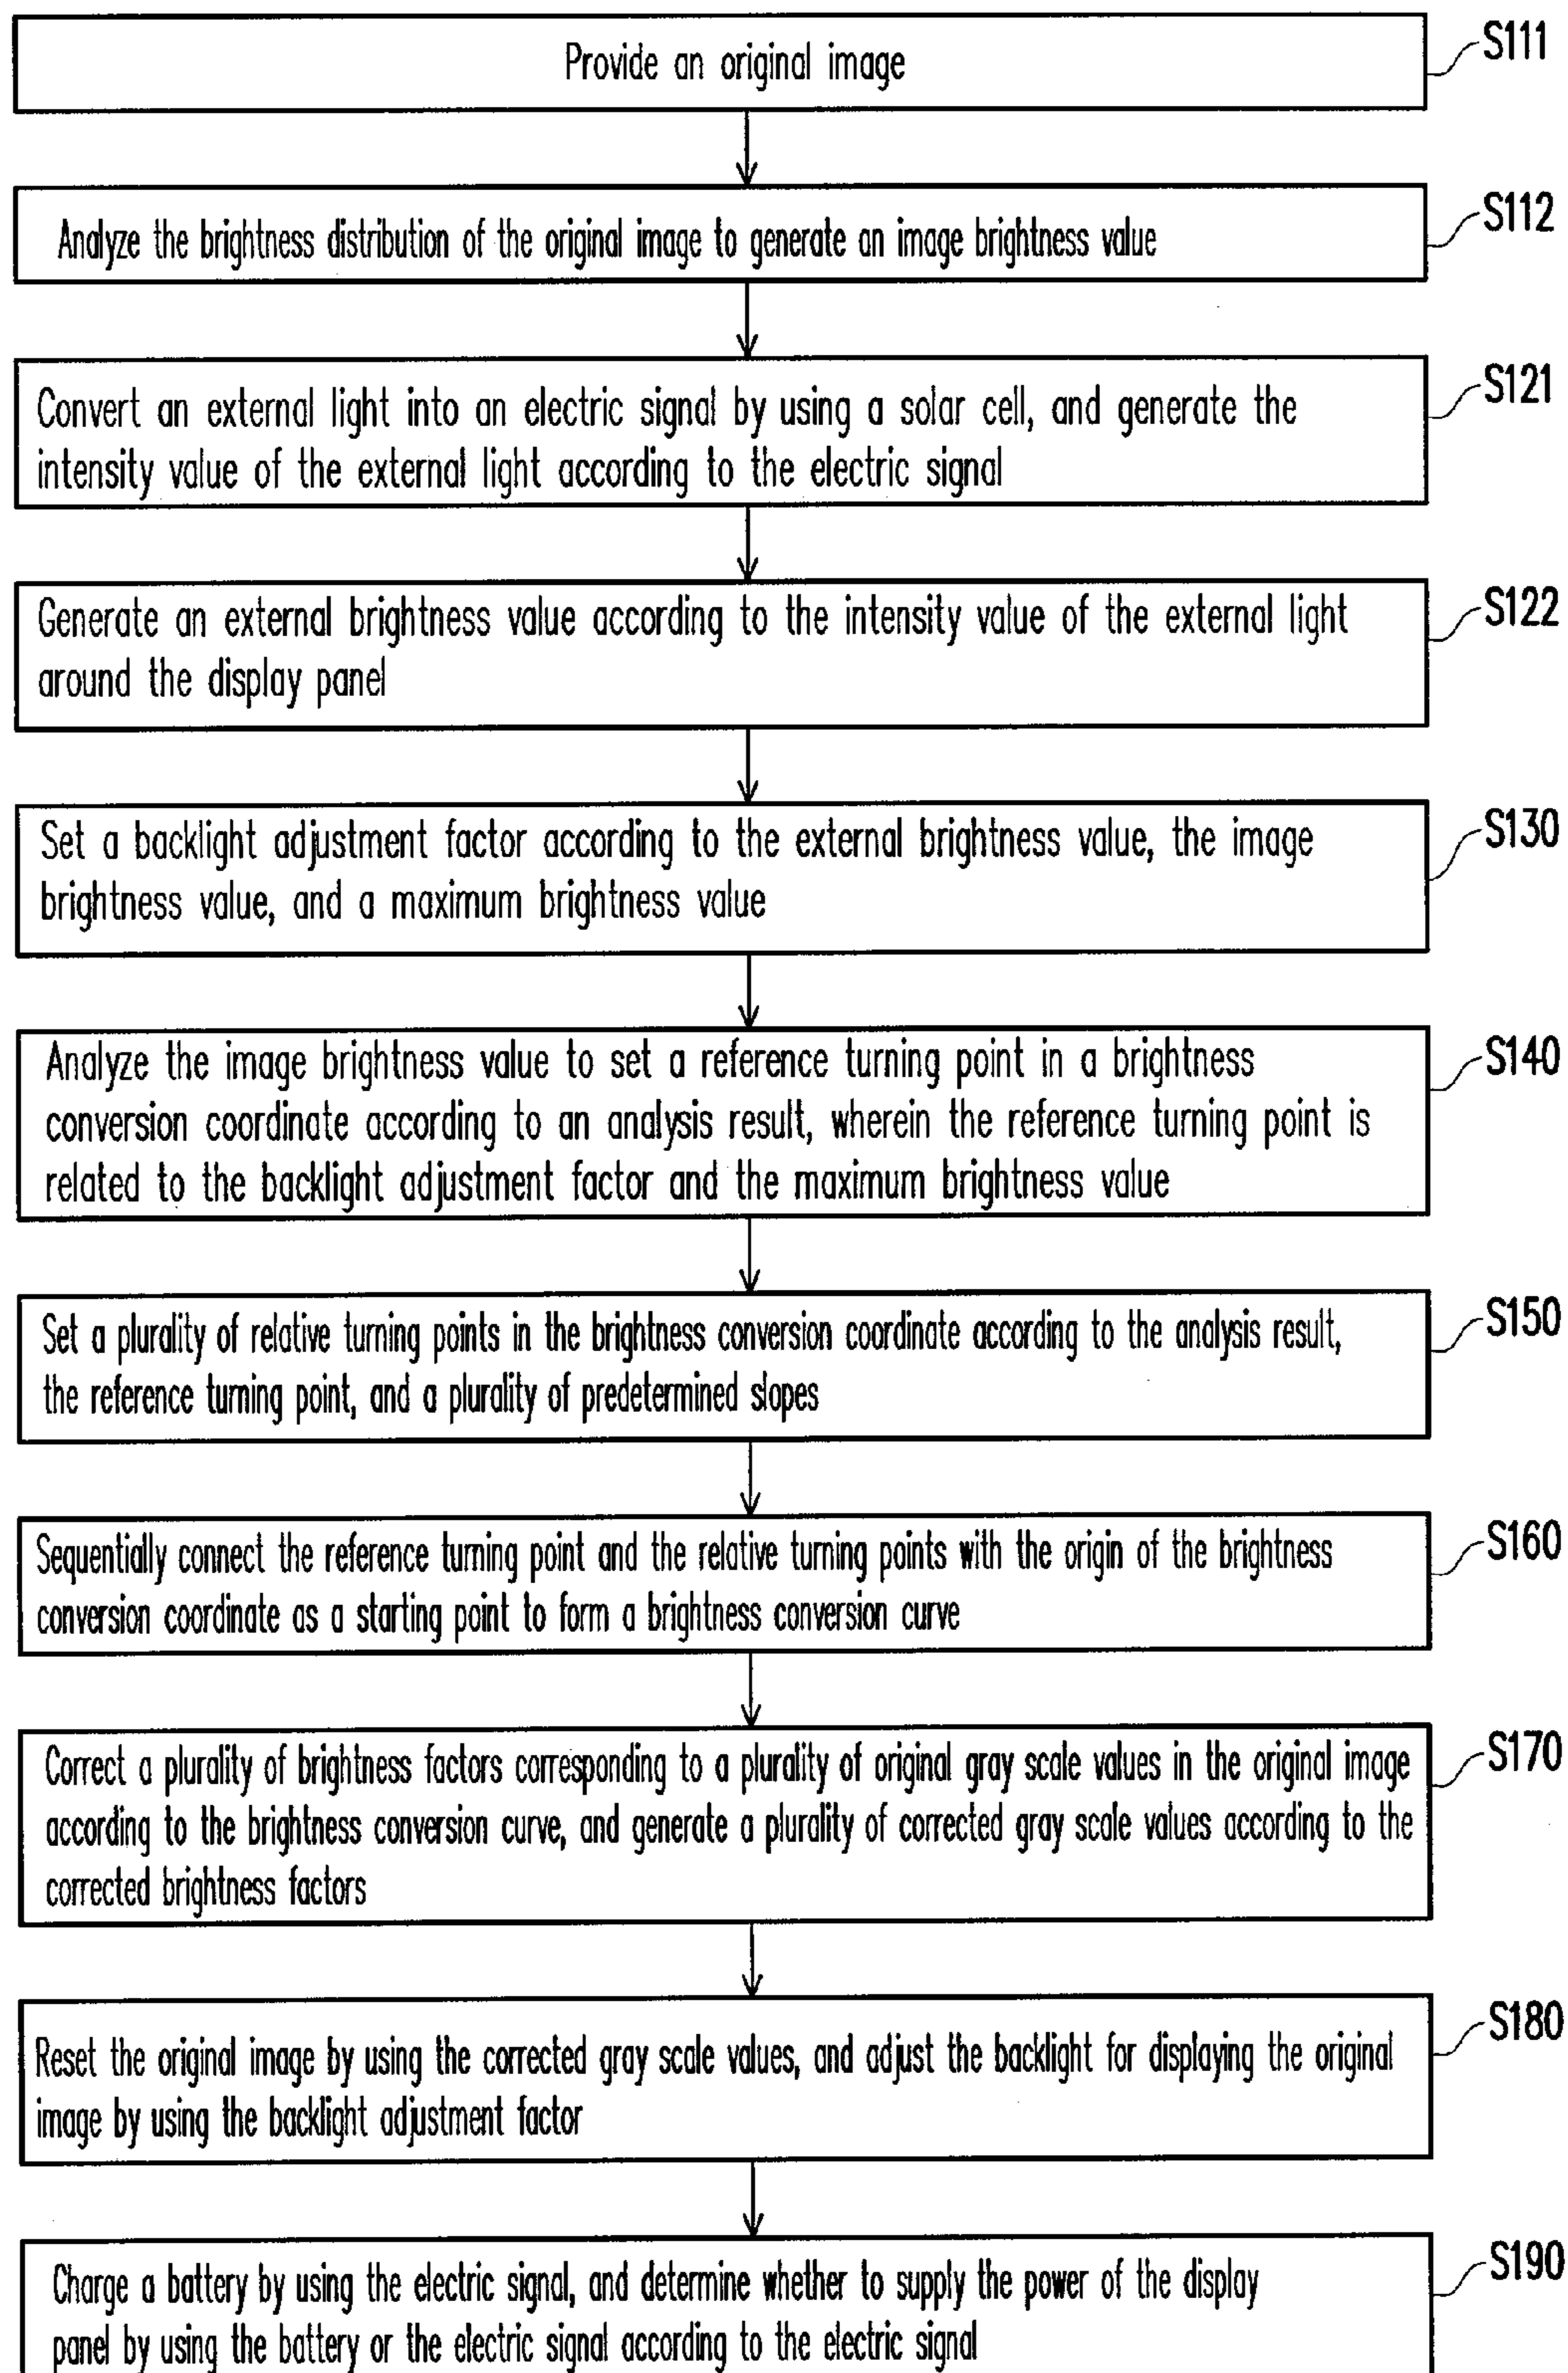 Provide an original image
S111
Analyze the brightness distribution of the original image to generate an image brightness value
S112
Convert an external light into an electric signal by using a solar cell, and generate the
intensity value of the external light according to the electric signal
S121
Generate an external brightness value according to the intensity value of the external light
around the display panel
S122
Set a backlight adjustment factor according to the external brightness value, the image
brightness value, and a maximum brightness value
S130
Analyze the image brightness value to set a reference turning point in a brightness
conversion coordinate according to an analysis result, wherein the reference turning point is
related to the backlight adjustment factor and the maximum brightness value
S140
Set a plurality of relative turning points in the brightness conversion coordinate according to the analysis result,
the reference turning point, and a plurality of predetermined slopes
S150
Sequentially connect the reference turning point and the relative turning points with the origin of the brightness
conversion coordinate as a starting point to form a brightness conversion curve
S160
Correct a plurality of brightness factors corresponding to a plurality of original gray scale values in the original image
according to the brightness conversion curve, and generate a plurality of corrected gray scale values according to the
corrected brightness factors
S170
Reset the original image by using the corrected gray scale values, and adjust the backlight for displaying the original
image by using the backlight adjustment factor
S180
Charge a battery by using the electric signal, and determine whether to supply the power of the display
panel by using the battery or the electric signal according to the electric signal
S190